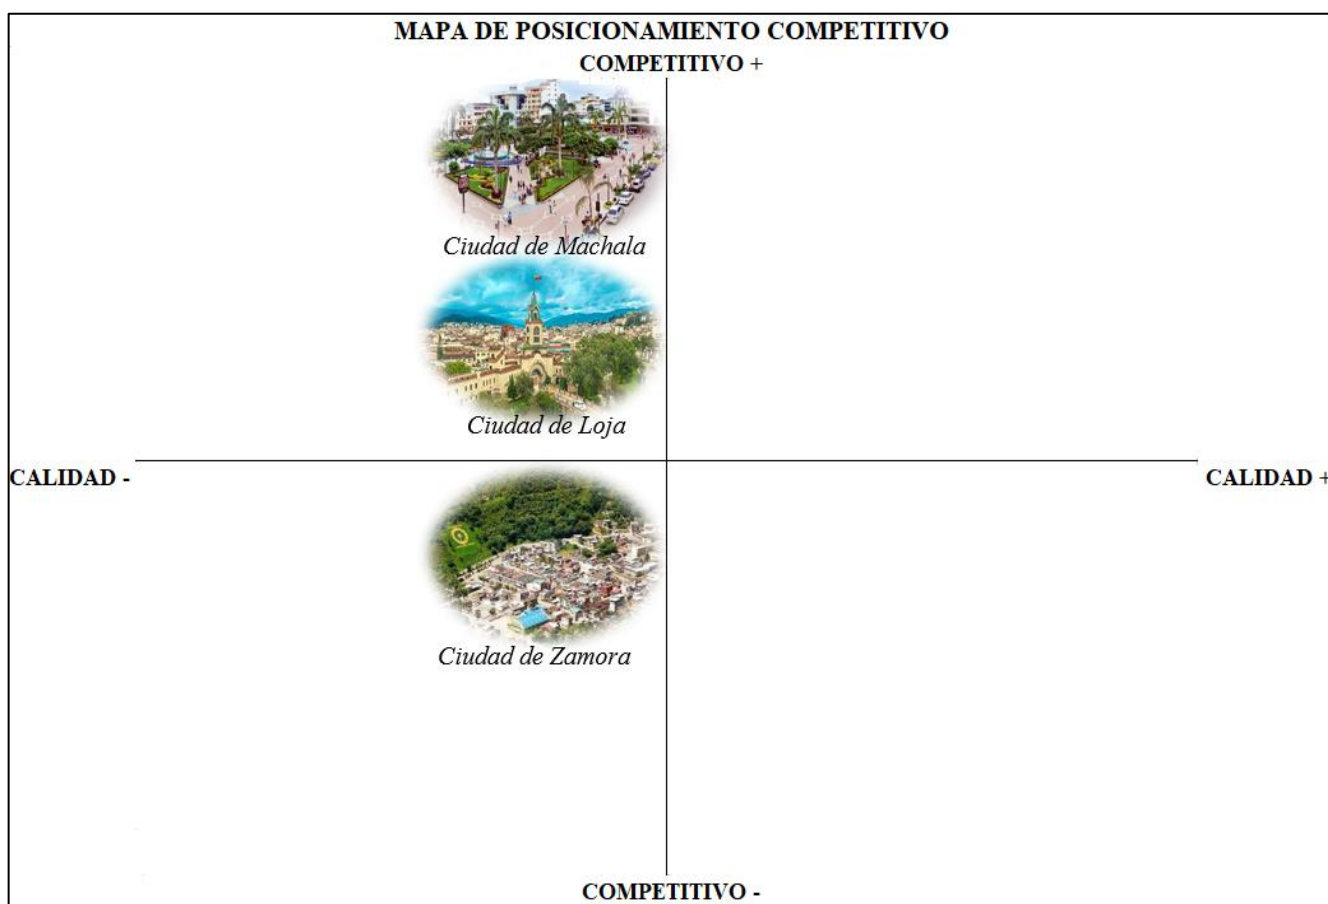 MAPA DE POSICIONAMIENTO COMPETITIVO
COMPETITIVO +
Ciudad de Machala
Ciudad de Loja
CALIDAD -
CALIDAD +
Ciudad de Zamora
COMPETITIVO -